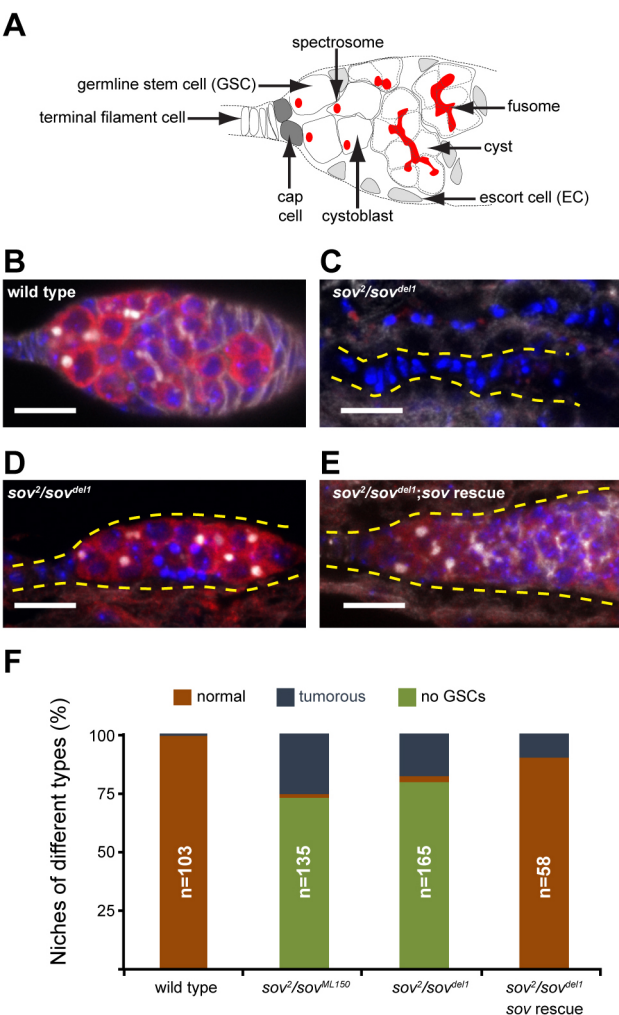 A
spectrosome
germline stem cell (GSC)
terminal filament cell
fusome
cyst
escort cell (EC)
cap
cell
cystoblast
B
wild type
C
sov²/sovᵈᵉˡ¹
D
sov²/sovᵈᵉˡ¹
E
sov²/sovᵈᵉˡ¹;sov rescue
F
normal
tumorous
no GSCs
Niches of different types (%)
100
75
50
25
n=103
n=135
n=165
n=58
wild type
sov²/sovᴹᴸ¹⁵⁰
sov²/sovᵈᵉˡ¹
sov²/sovᵈᵉˡ¹
sov rescue